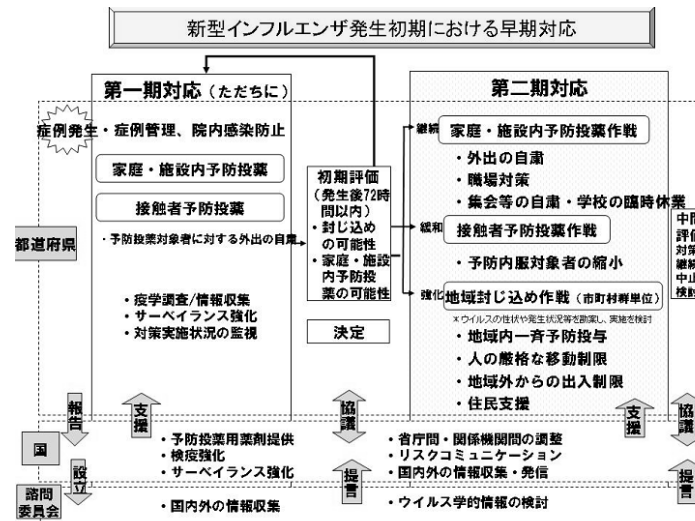 新型インフルエンザ発生初期における早期対応
第一期対応（ただちに）
症例発生・症例管理、院内感染防止
家庭・施設内予防投薬
接触者予防投薬
・予防投薬対象者に対する外出の自粛
・疫学調査/情報収集
・サーベイランス強化
・対策実施状況の監視
初期評価
（発生後72時
間以内）
・封じ込め
の可能性
・家庭・施設
内予防投
薬の可能性
決定
第二期対応
継続
家庭・施設内予防投薬作戦
・外出の自粛
・職場対策
・集会等の自粛・学校の臨時休業
緩和
接触者予防投薬作戦
・予防内服対象者の縮小
強化
地域封じ込め作戦（市町村群単位）
＊ウイルスの性状や発生状況等を勘案し、実施を検討
・地域内一斉予防投与
・人の厳格な移動制限
・地域外からの出入制限
・住民支援
中間
評価
対策
継続
中止
検討
都道府県
報告
支援
協議
支援
協議
国
・予防投薬用薬剤提供
・検疫強化
・サーベイランス強化
・省庁間・関係機関間の調整
・リスクコミュニケーション
・国内外の情報収集・発信
設立
提言
提言
諮問
委員会
・国内外の情報収集
・ウイルス学的情報の検討